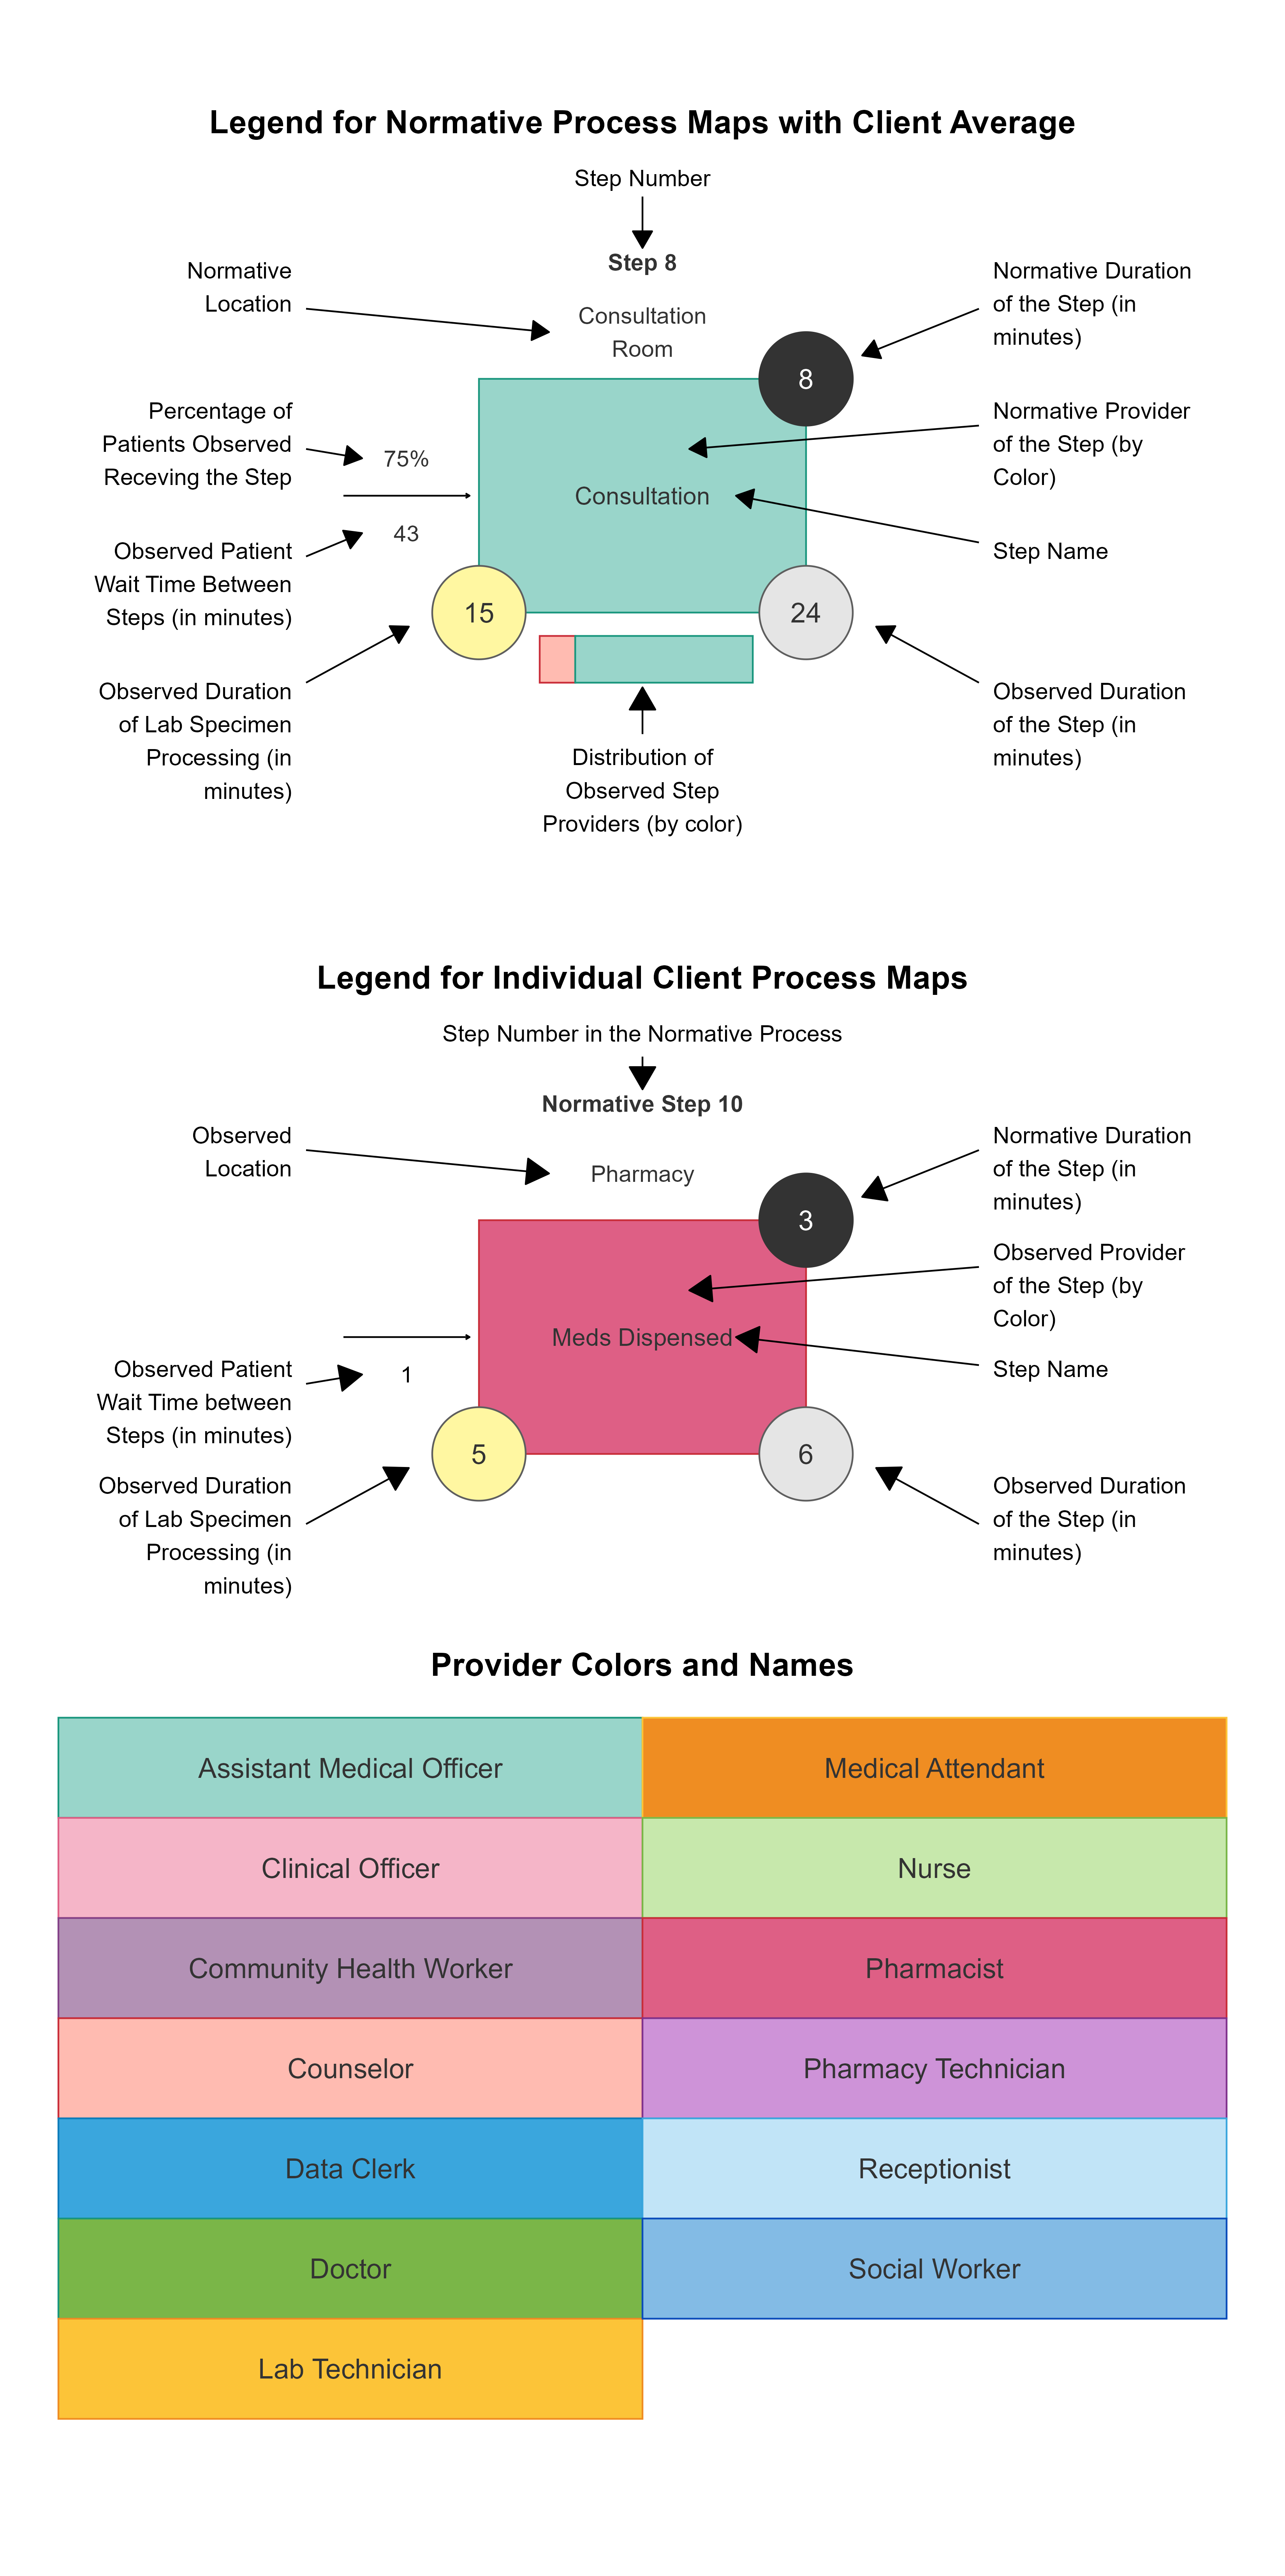 Legend for Normative Process Maps with Client Average
Step Number
Step 8
Normative
Location
Consultation
Room
Normative Duration
of the Step (in
minutes)
8
Percentage of
Patients Observed
Receving the Step
75%
Normative Provider
of the Step (by
Color)
Consultation
43
Observed Patient
Wait Time Between
Steps (in minutes)
Step Name
15
24
Observed Duration
of Lab Specimen
Processing (in
minutes)
Observed Duration
of the Step (in
minutes)
Distribution of
Observed Step
Providers (by color)
Legend for Individual Client Process Maps
Step Number in the Normative Process
Normative Step 10
Observed
Location
Pharmacy
Normative Duration
of the Step (in
minutes)
3
Observed Provider
of the Step (by
Color)
Meds Dispensed
Step Name
1
Observed Patient
Wait Time between
Steps (in minutes)
5
6
Observed Duration
of Lab Specimen
Processing (in
minutes)
Observed Duration
of the Step (in
minutes)
Provider Colors and Names
Assistant Medical Officer
Medical Attendant
Clinical Officer
Nurse
Community Health Worker
Pharmacist
Counselor
Pharmacy Technician
Data Clerk
Receptionist
Doctor
Social Worker
Lab Technician